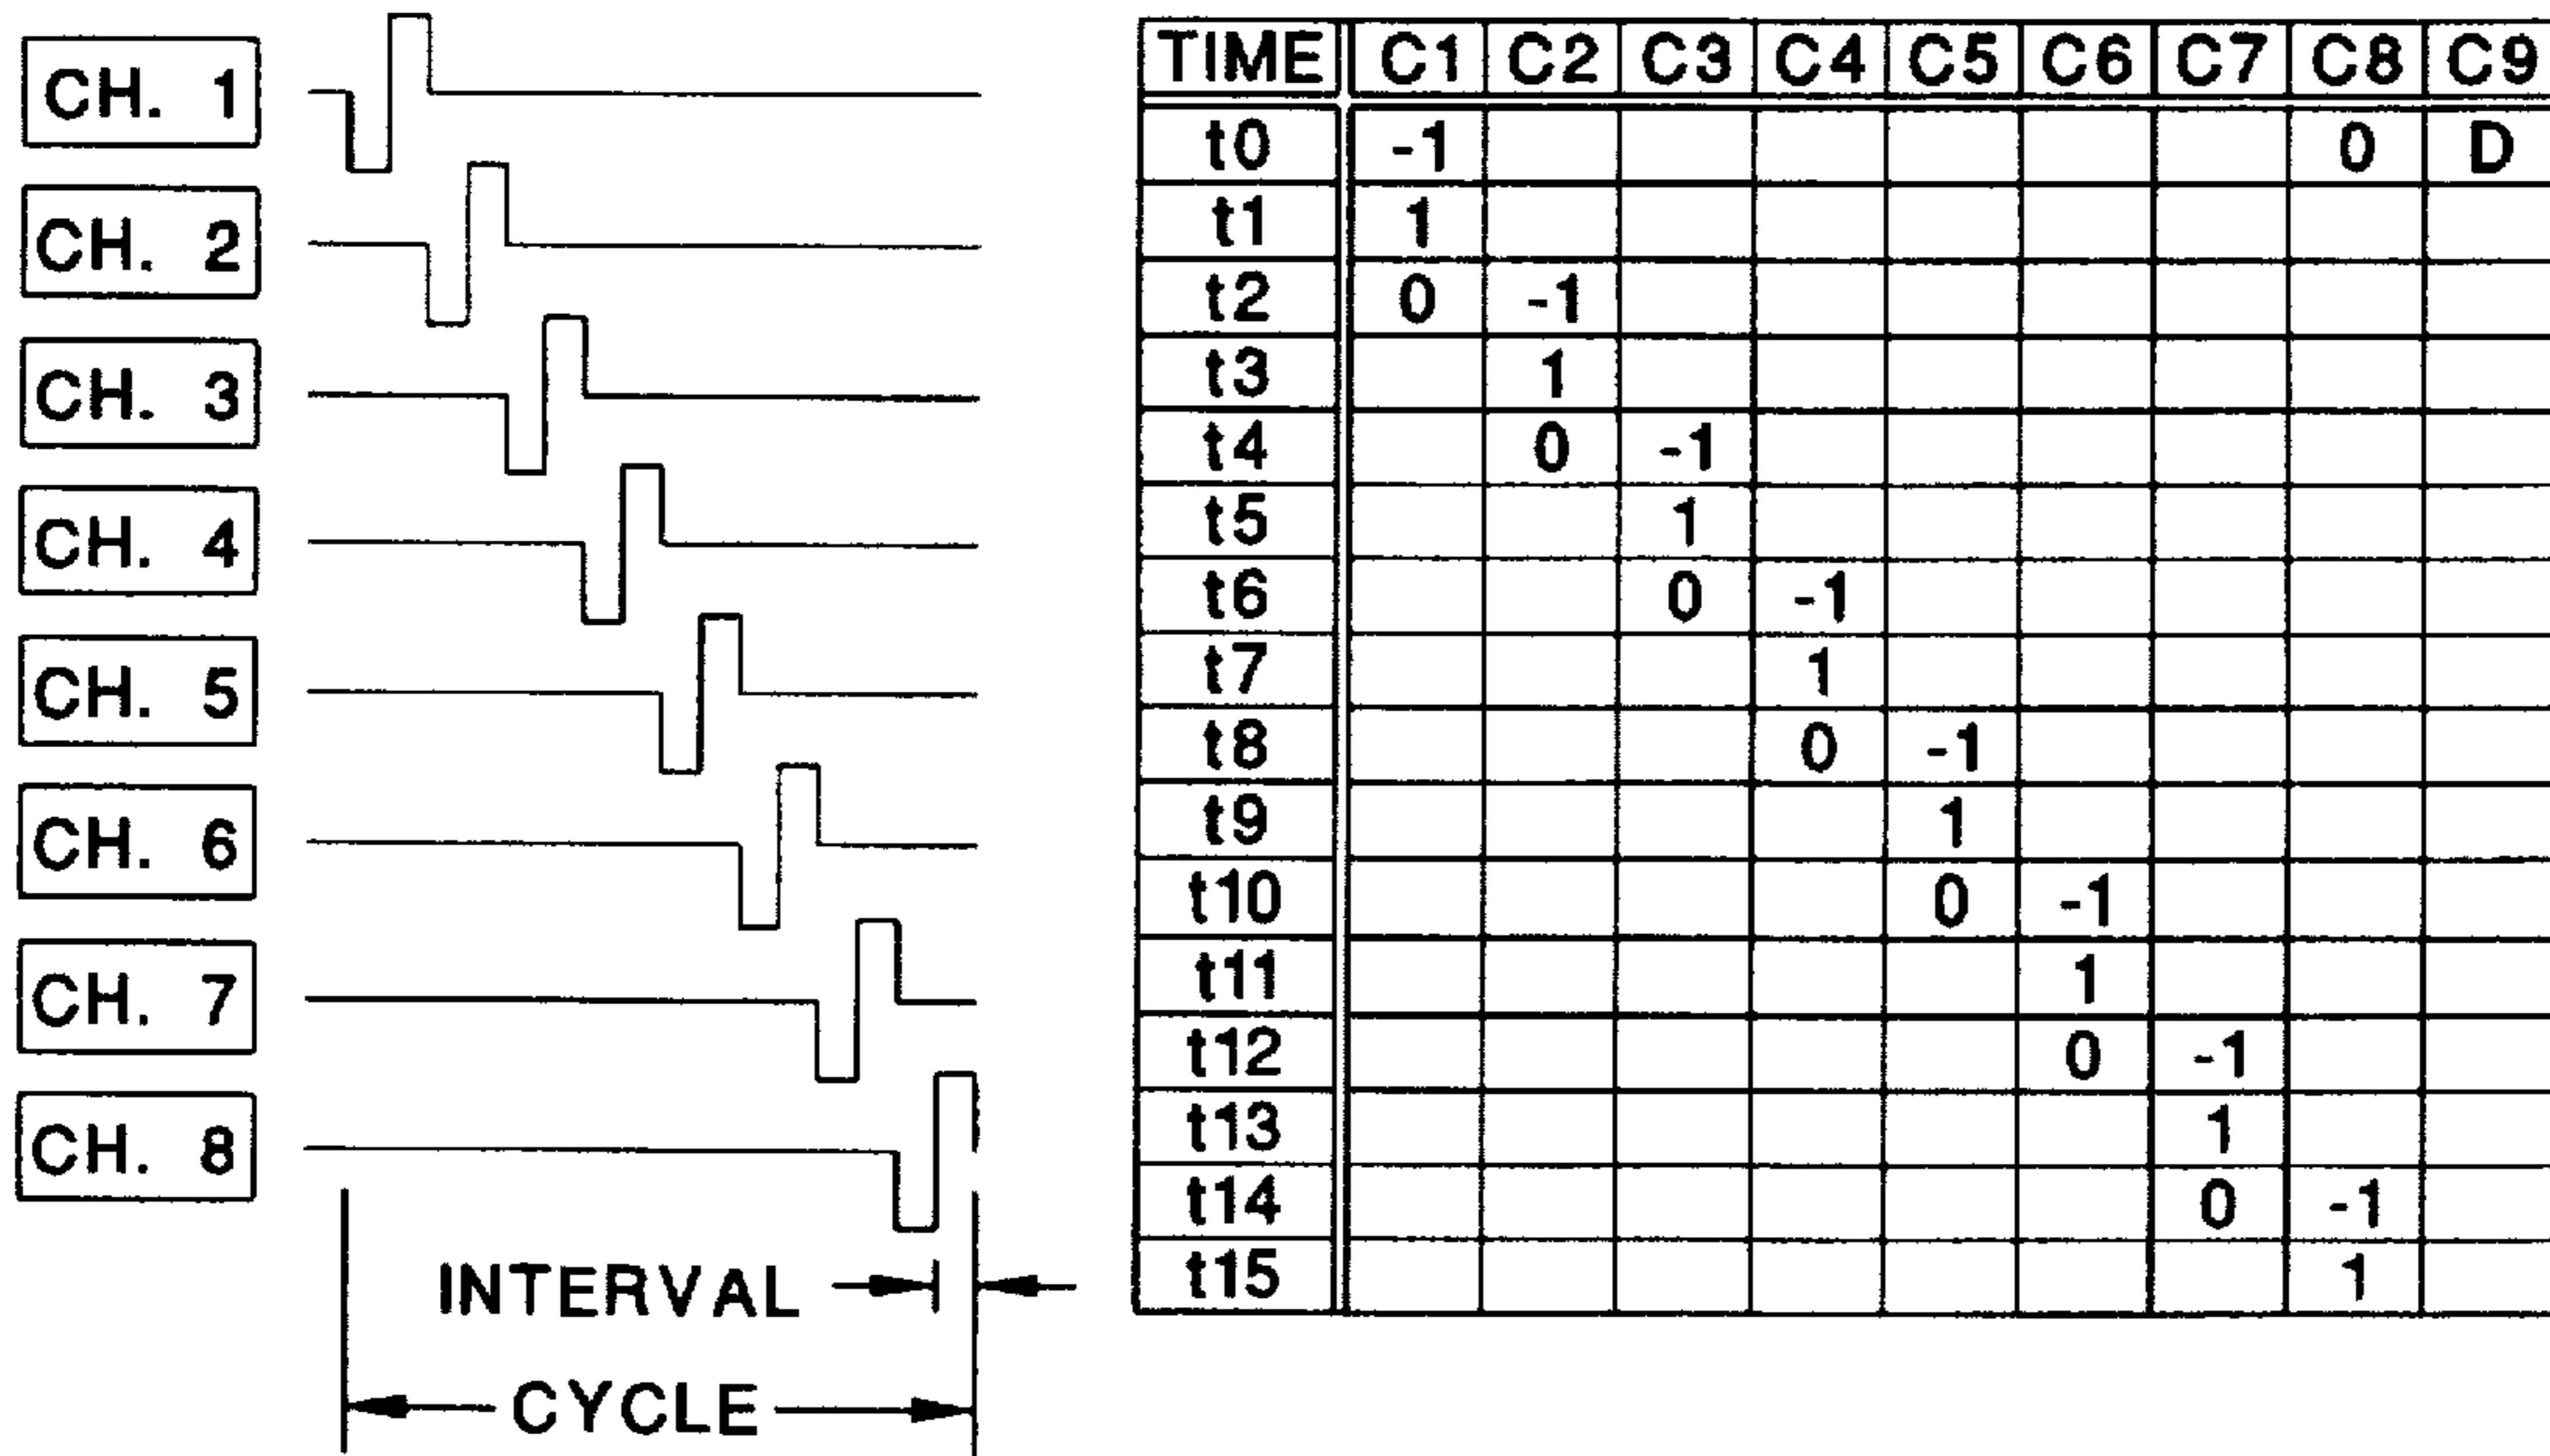 CH. 1
CH. 2
CH. 3
CH. 4
CH. 5
CH. 6
CH. 7
CH. 8
INTERVAL
CYCLE
TIME C1 C2 C3 C4 C5 C6 C7 C8 C9
t0 -1 0 D
t1 1
t2 0 -1
t3 1
t4 0 -1
t5 1
t6 0 -1
t7 1
t8 0 -1
t9 1
t10 0 -1
t11 1
t12 0 -1
t13 1
t14 0 -1
t15 1